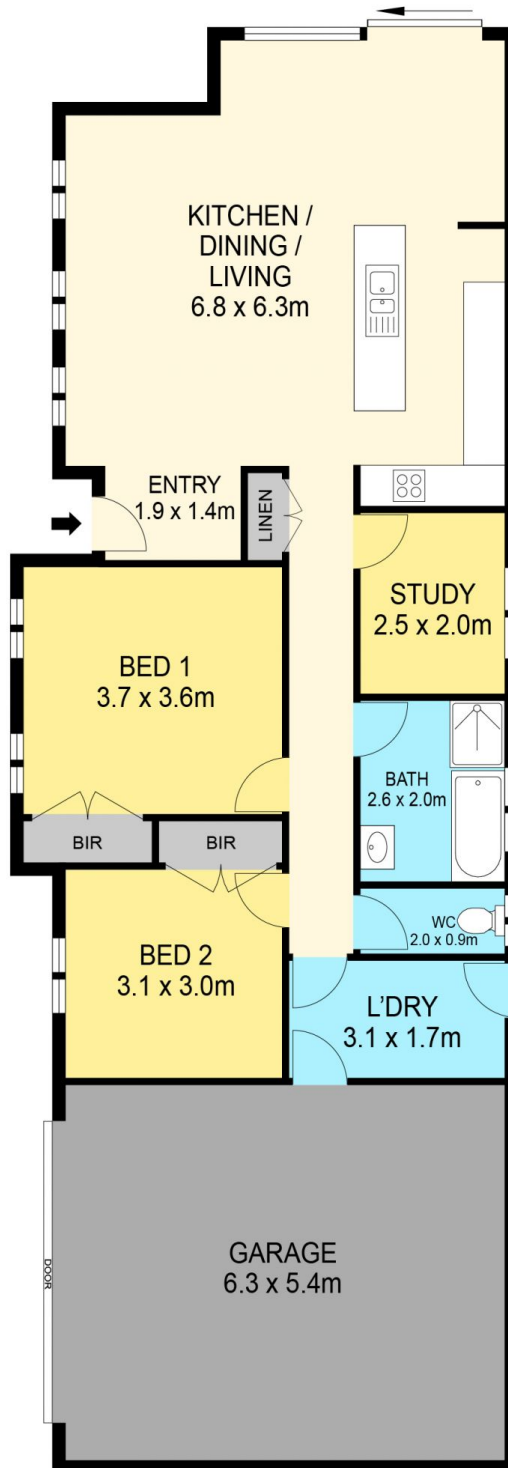 KITCHEN /
DINING /
LIVING
6.8 x 6.3m
ENTRY
1.9 x 1.4m
LINEN
STUDY
2.5 x 2.0m
BED 1
3.7 x 3.6m
BATH
2.6 x 2.0m
BIR
BIR
WC
2.0 x 0.9m
BED 2
3.1 x 3.0m
L'DRY
3.1 x 1.7m
GARAGE
6.3 x 5.4m
DOOR